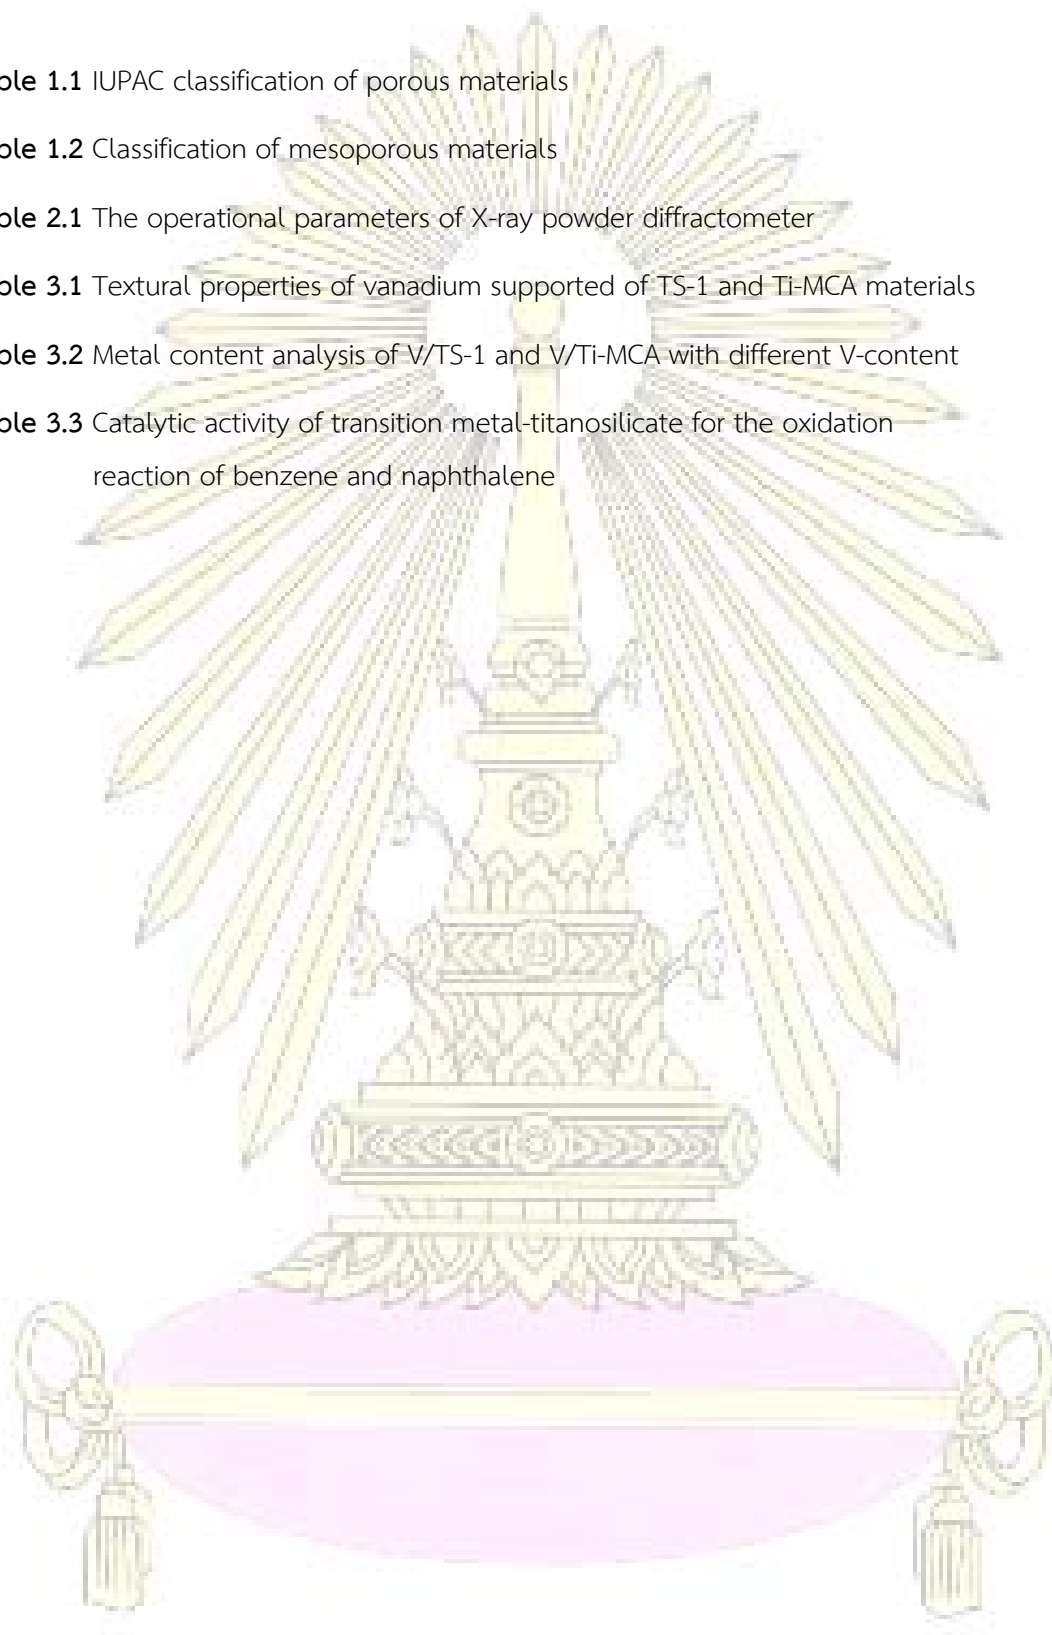 ble 1.1 IUPAC classification of porous materials
ble 1.2 Classification of mesoporous materials
ble 2.1 The operational parameters of X-ray powder diffractometer
ble 3.1 Textural properties of vanadium supported of TS-1 and Ti-MCA materials
ble 3.2 Metal content analysis of V/TS-1 and V/Ti-MCA with different V-content
ble 3.3 Catalytic activity of transition metal-titanosilicate for the oxidation
reaction of benzene and naphthalene